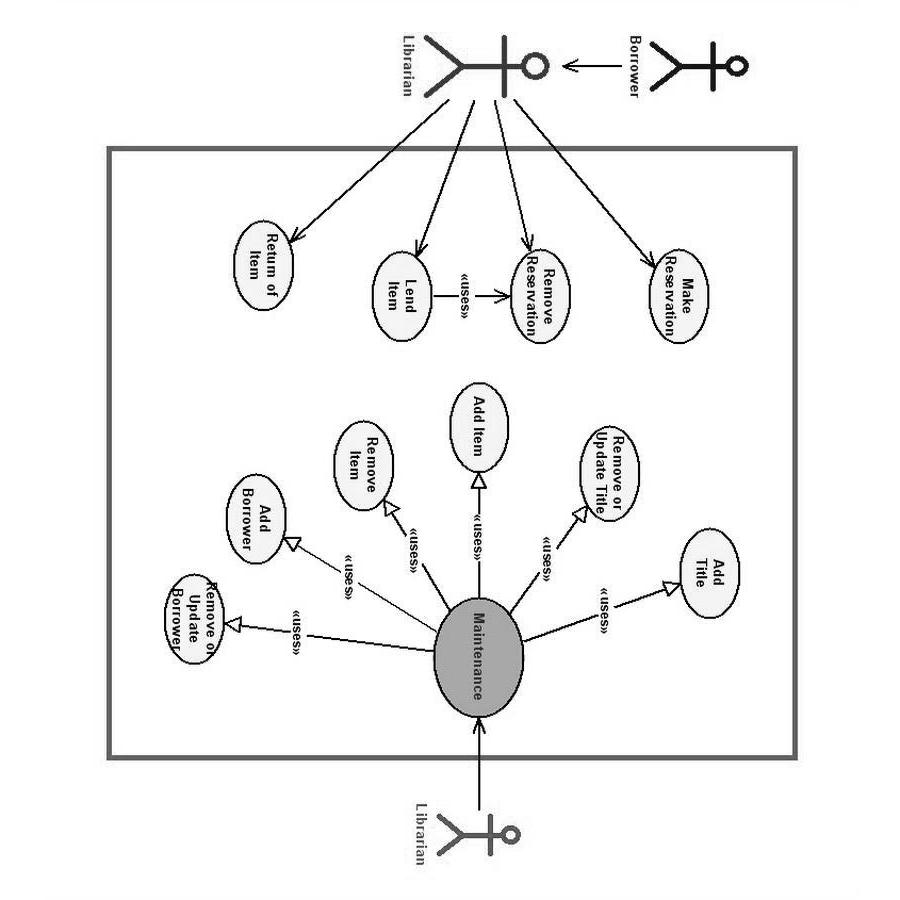 Add
Title
Make
Reservation
Borrower
Remove or
Update Title
«uses»
«uses»
Remove
Reservation
Add Item
«uses»
Maintenance
«uses»
Librarian
Librarian
«uses»
Lend
Item
Remove
Item
«uses»
«uses»
Return of
Item
Add
Borrower
Remove or
Update
Borrower